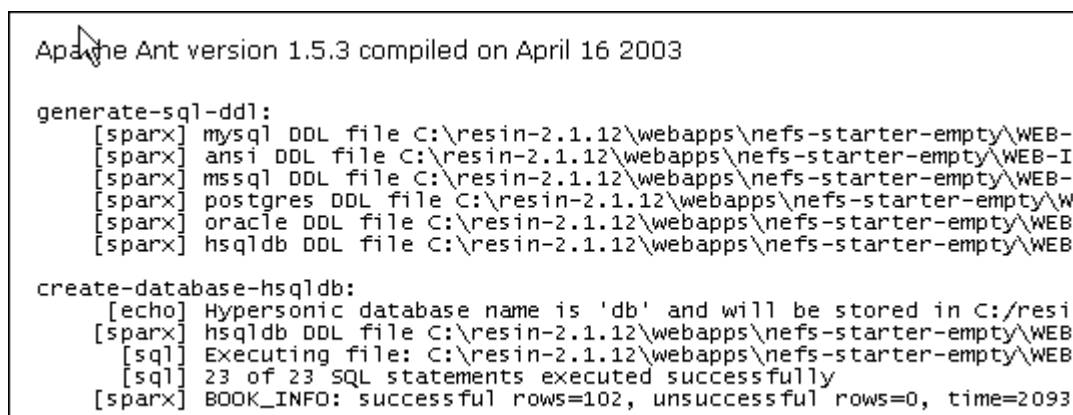 Apache Ant version 1.5.3 compiled on April 16 2003
generate-sql-ddl:
[sparx] mysql DDL file C:\resin-2.1.12\webapps\nefs-starter-empty\WEB-
[sparx] ansi DDL file C:\resin-2.1.12\webapps\nefs-starter-empty\WEB-I
[sparx] mssql DDL file C:\resin-2.1.12\webapps\nefs-starter-empty\WEB-
[sparx] postgres DDL file C:\resin-2.1.12\webapps\nefs-starter-empty\W
[sparx] oracle DDL file C:\resin-2.1.12\webapps\nefs-starter-empty\WEB
[sparx] hsqldb DDL file C:\resin-2.1.12\webapps\nefs-starter-empty\WEB
create-database-hsqldb:
[echo] Hypersonic database name is 'db' and will be stored in C:/resi
[sparx] hsqldb DDL file C:\resin-2.1.12\webapps\nefs-starter-empty\WEB
[sql] Executing file: C:\resin-2.1.12\webapps\nefs-starter-empty\WEB
[sql] 23 of 23 SQL statements executed successfully
[sparx] BOOK_INFO: successful rows=102, unsuccessful rows=0, time=2093